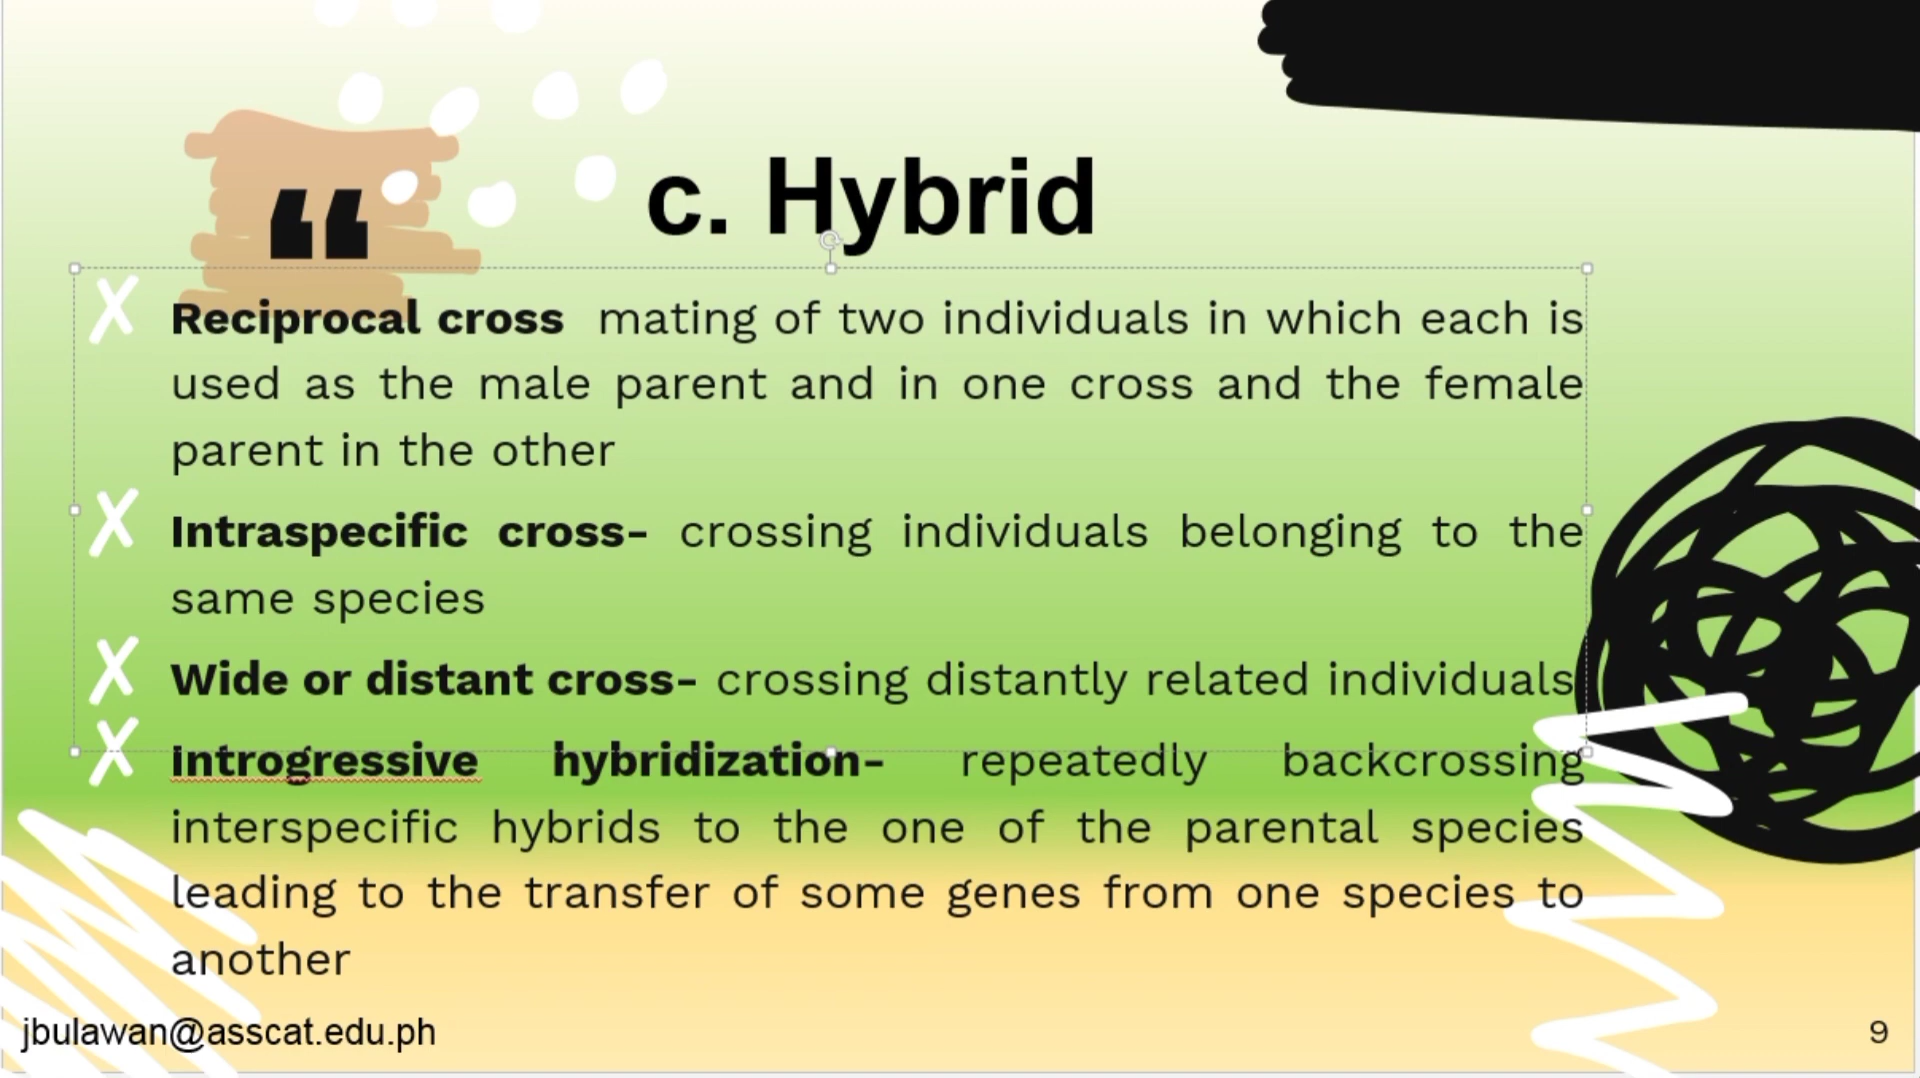 “
c. Hybrid
Reciprocal cross mating of two individuals in which each is
used as the male parent and in one cross and the female
parent in the other
Intraspecific cross- crossing individuals belonging to the
same species
Wide or distant cross- crossing distantly related individuals
Introgressive hybridization- repeatedly backcrossing
interspecific hybrids to the one of the parental species
leading to the transfer of some genes from one species to
another
jbulawan@asscat.edu.ph
9